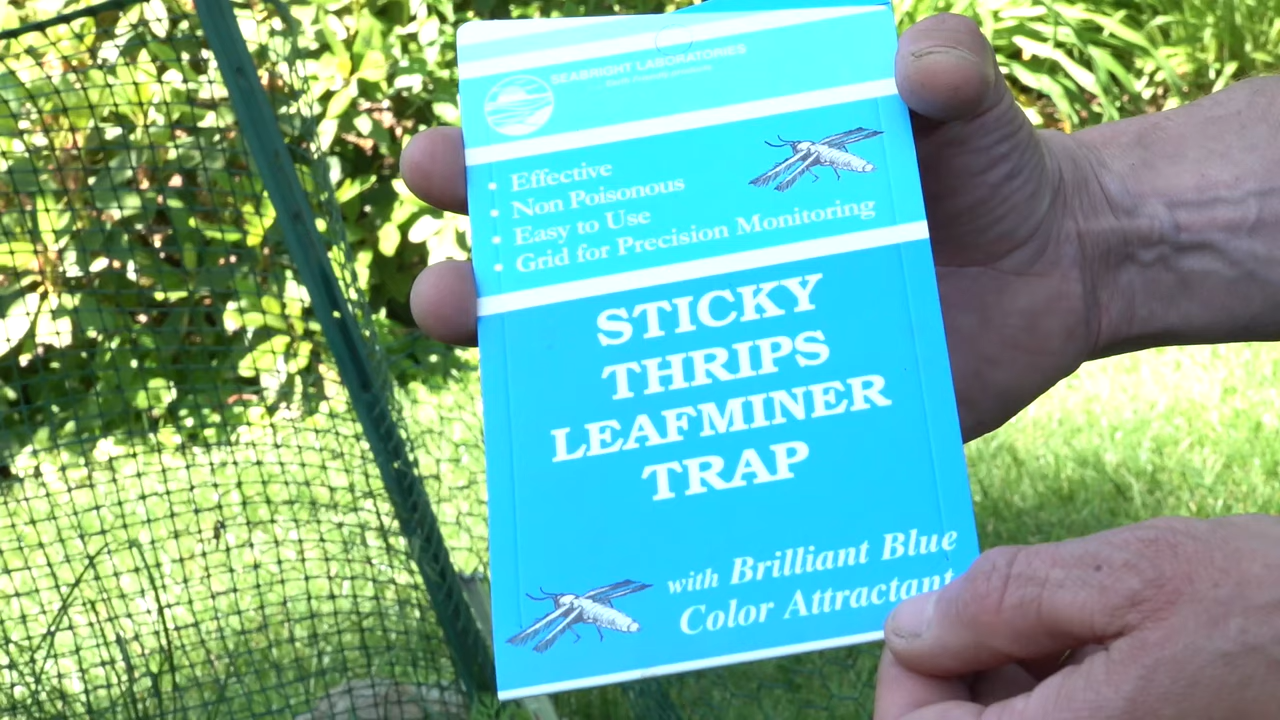 SEABRIGHT LABORATORIES
• Effective
• Non Poisonous
• Easy to Use
• Grid for Precision Monitoring
STICKY
THRIPS
LEAFMINER
TRAP
with Brilliant Blue
Color Attractant